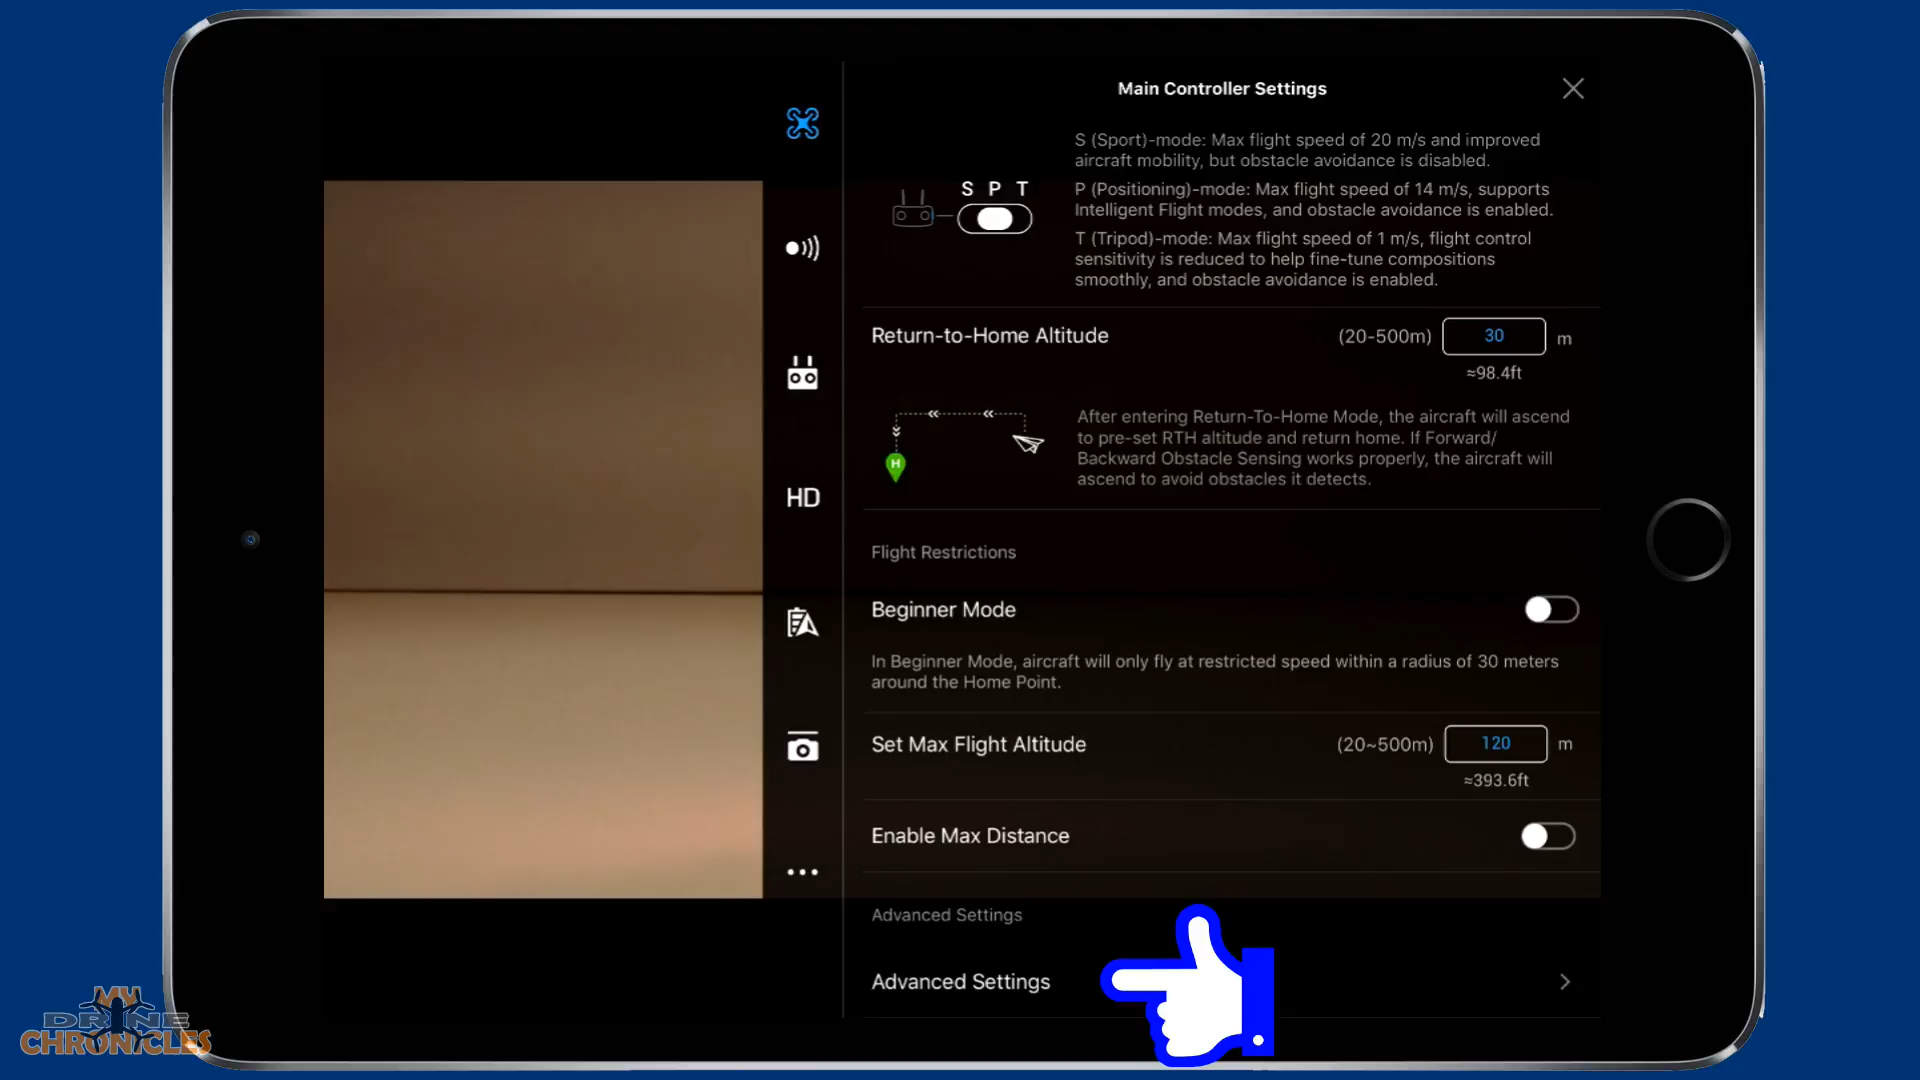 Main Controller Settings
S (Sport)-mode: Max flight speed of 20 m/s and improved
aircraft mobility, but obstacle avoidance is disabled.
S P T
P (Positioning)-mode: Max flight speed of 14 m/s, supports
Intelligent Flight modes, and obstacle avoidance is enabled.
T (Tripod)-mode: Max flight speed of 1 m/s, flight control
sensitivity is reduced to help fine-tune compositions
smoothly, and obstacle avoidance is enabled.
Return-to-Home Altitude (20-500m) 30 m
≈98.4ft
After entering Return-To-Home Mode, the aircraft will ascend
to pre-set RTH altitude and return home. If Forward/
Backward Obstacle Sensing works properly, the aircraft will
ascend to avoid obstacles it detects.
H
HD
Flight Restrictions
Beginner Mode
In Beginner Mode, aircraft will only fly at restricted speed within a radius of 30 meters
around the Home Point.
Set Max Flight Altitude (20~500m) 120 m
≈393.6ft
Enable Max Distance
Advanced Settings
Advanced Settings
MY
DRONE
CHRONICLES